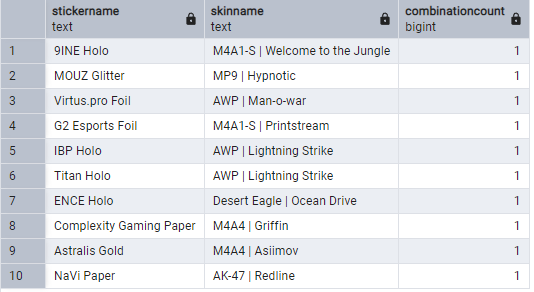 stickername skinname combinationcount
text text bigint
1 9INE Holo M4A1-S | Welcome to the Jungle 1
2 MOUZ Glitter MP9 | Hypnotic 1
3 Virtus.pro Foil AWP | Man-o-war 1
4 G2 Esports Foil M4A1-S | Printstream 1
5 IBP Holo AWP | Lightning Strike 1
6 Titan Holo AWP | Lightning Strike 1
7 ENCE Holo Desert Eagle | Ocean Drive 1
8 Complexity Gaming Paper M4A4 | Griffin 1
9 Astralis Gold M4A4 | Asiimov 1
10 NaVi Paper AK-47 | Redline 1